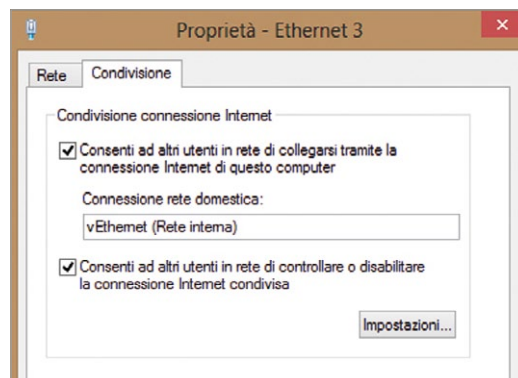 Proprietà - Ethernet 3
Rete
Condivisione
Condivisione connessione Internet
Consenti ad altri utenti in rete di collegarsi tramite la
connessione Internet di questo computer
Connessione rete domestica:
vEthernet (Rete interna)
Consenti ad altri utenti in rete di controllare o disabilitare
la connessione Internet condivisa
Impostazioni...